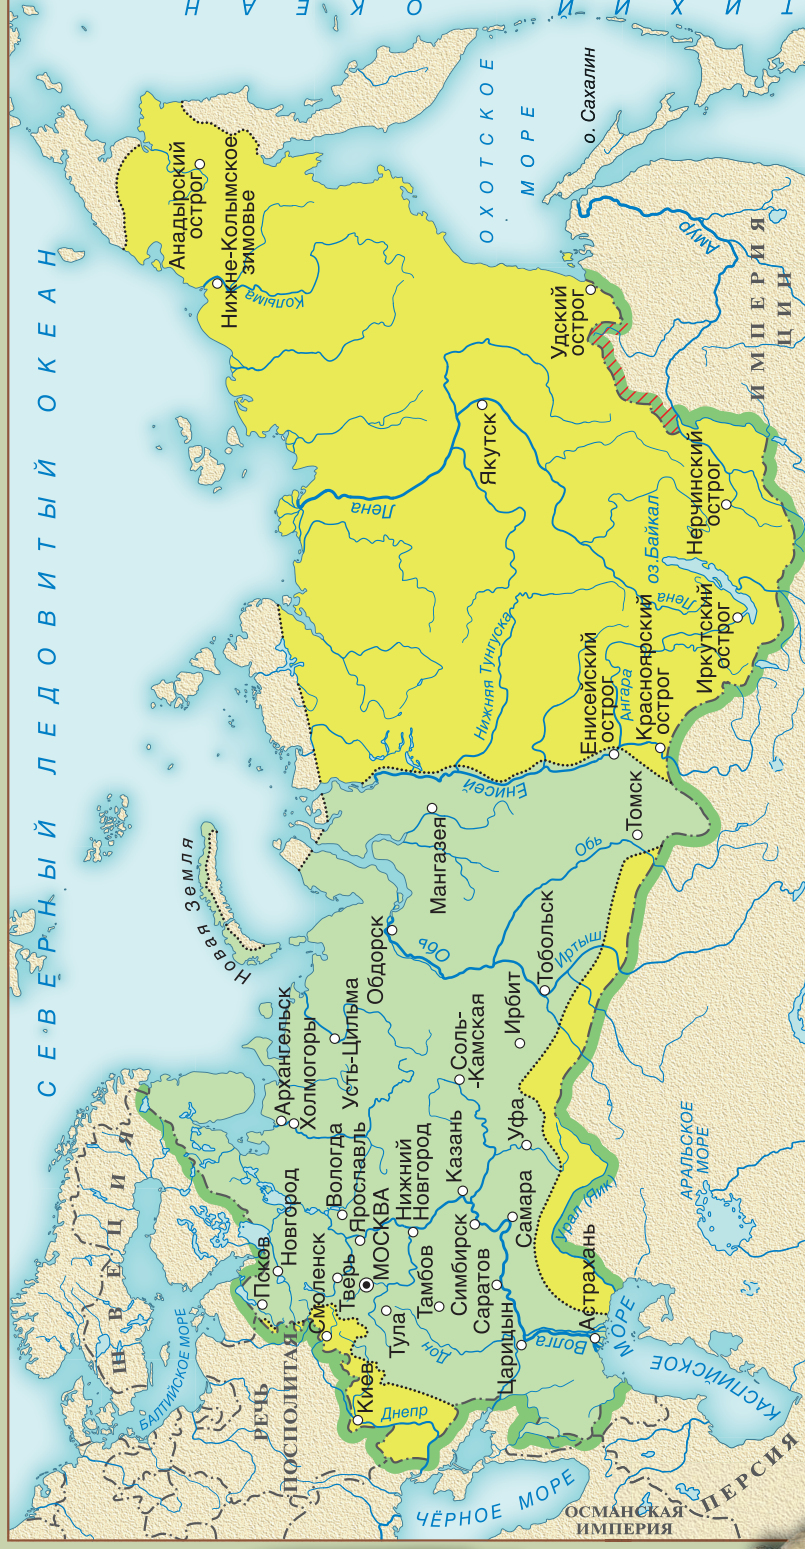 СЕВЕРНЫЙ ЛЕДОВИТЫЙ ОКЕАН
ТИХИЙ ОКЕАН
ОХОТСКОЕ
МОРЕ
о. Сахалин
Амур
ИМПЕРИЯ
ЦИН
Анадырский
острог
Нижне-Колымское
зимовье
Колыма
Удский
острог
Якутск
Лена
Нерчинский
острог
оз Байкал
Лена
Иркутский
острог
Нижняя Тунгуска
Енисейский
острог
Ангара
Красноярский
острог
Енисей
Томск
Мангазея
Обь
Новая Земля
Обдорск
Обь
Тобольск
Иртыш
Ирбит
Соль-
-Камская
Усть-Цильма
Архангельск
Холмогоры
Уфа
Казань
Нижний
Новгород
Вологда
Ярославль
МОСКВА
Тверь
Новгород
Псков
Смоленск
Тула
Тамбов
Симбирск
Саратов
Самара
Урал (Яик)
Царицын
Дон
Волга
Астрахань
Киев
Днепр
ШВЕЦИЯ
БАЛТИЙСКОЕ МОРЕ
РЕЧЬ
ПОСПОЛИТАЯ
АРАЛЬСКОЕ
МОРЕ
КАСПИЙСКОЕ
МОРЕ
ЧЁРНОЕ МОРЕ
ОСМАНСКАЯ
ИМПЕРИЯ
ПЕРСИЯ